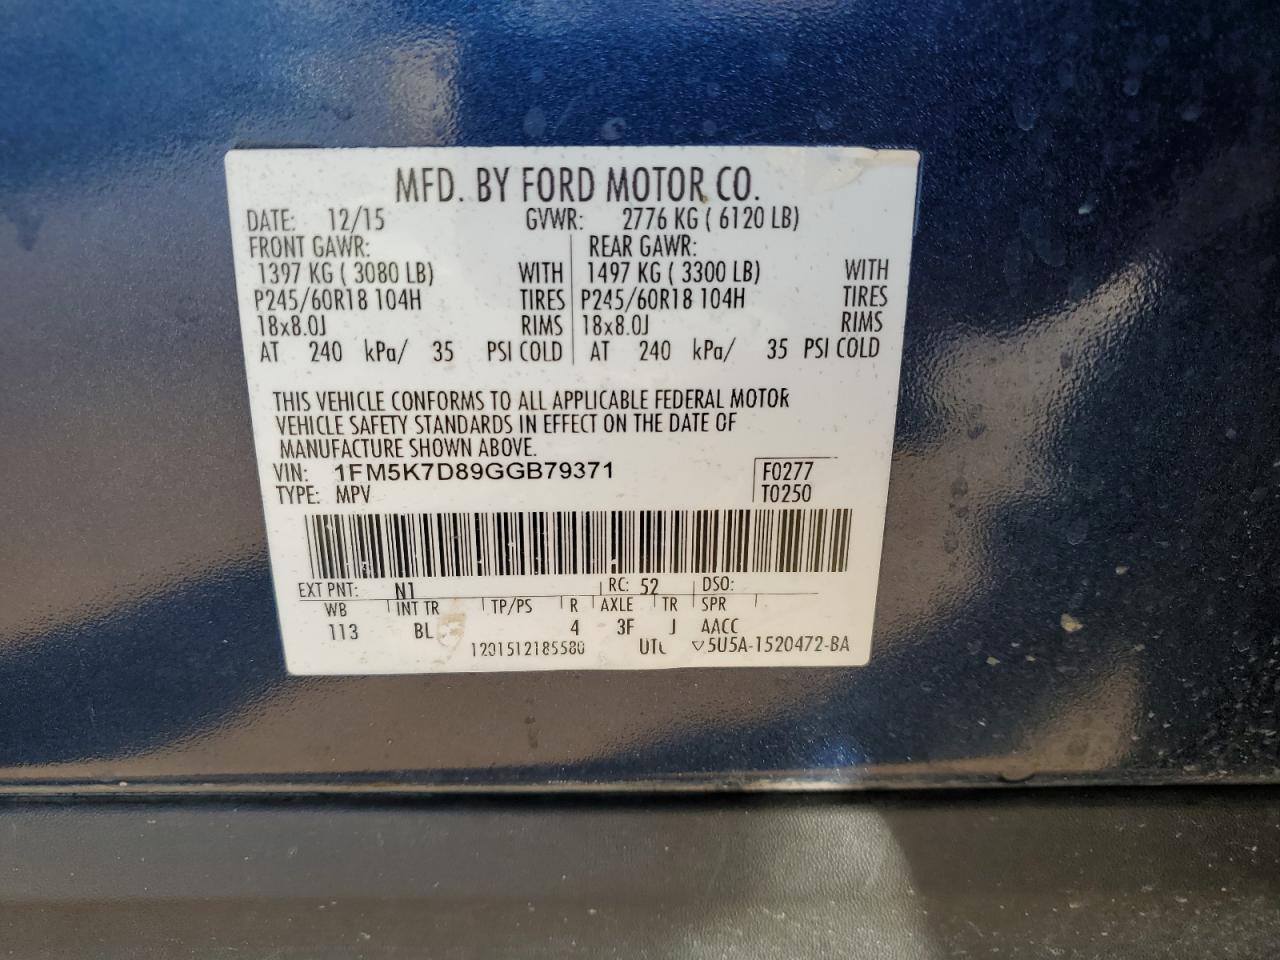 MFD. BY FORD MOTOR CO.
DATE: 12/15 GVWR: 2776 KG ( 6120 LB)
FRONT GAWR: REAR GAWR:
1397 KG ( 3080 LB) WITH 1497 KG ( 3300 LB) WITH
P245/60R18 104H TIRES P245/60R18 104H TIRES
18x8.0J RIMS 18x8.0J RIMS
AT 240 kPa/ 35 PSI COLD AT 240 kPa/ 35 PSI COLD
THIS VEHICLE CONFORMS TO ALL APPLICABLE FEDERAL MOTOR
VEHICLE SAFETY STANDARDS IN EFFECT ON THE DATE OF
MANUFACTURE SHOWN ABOVE.
VIN: 1FM5K7D89GGB79371 F0277
TYPE: MPV T0250
EXT PNT: N1 RC: 52 DSO:
WB INT TR TP/PS R AXLE TR SPR
113 BL 4 3F J AACC
1201512185580 ▽5U5A-1520472-BA